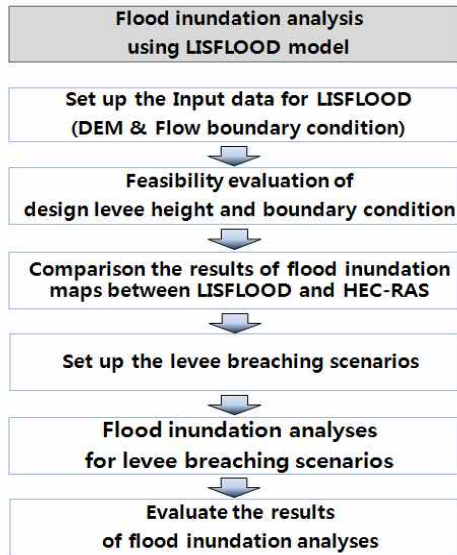 Flood inundation analysis
using LISFLOOD model
Set up the Input data for LISFLOOD
(DEM & Flow boundary condition)
Feasibility evaluation of
design levee height and boundary condition
Comparison the results of flood inundation
maps between LISFLOOD and HEC-RAS
Set up the levee breaching scenarios
Flood inundation analyses
for levee breaching scenarios
Evaluate the results
of flood inundation analyses